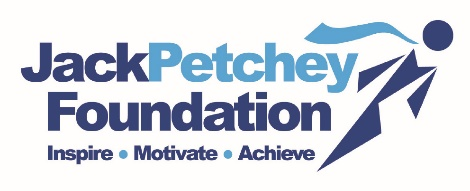 JackPetchey
Foundation
Inspire • Motivate • Achieve